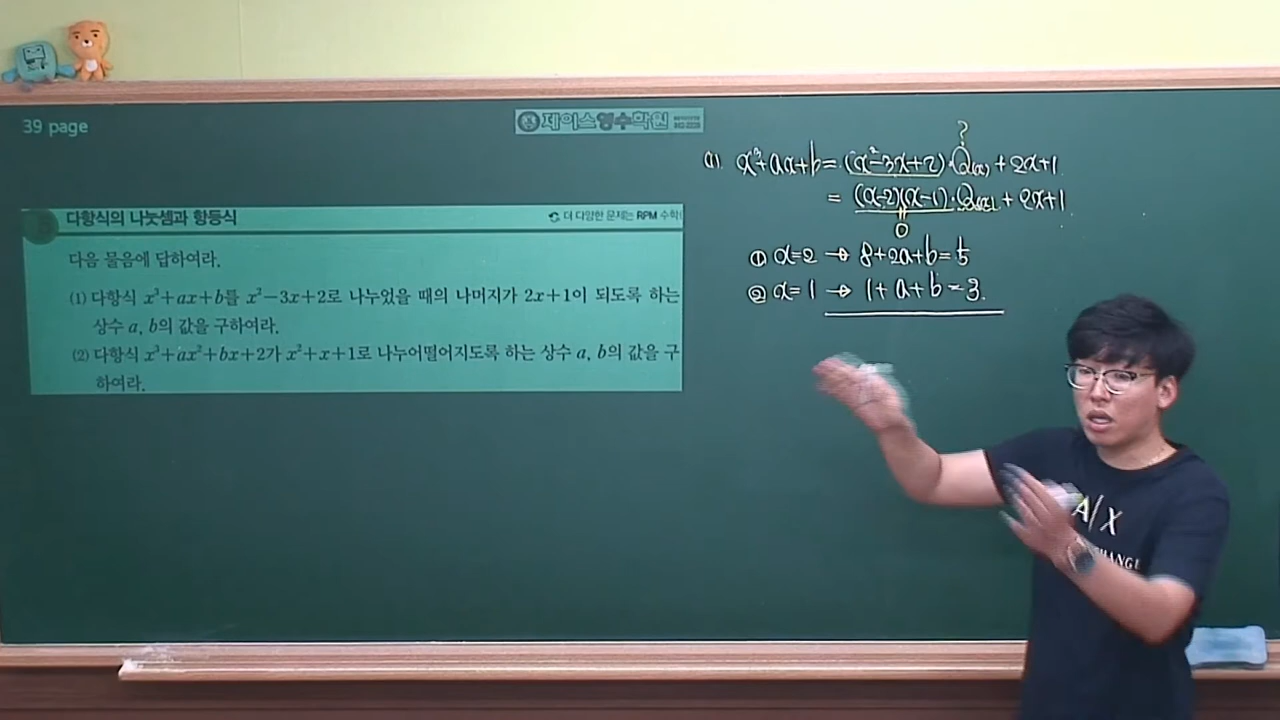 39 page
제이스영수학원
다항식의 나눗셈과 항등식
더 다양한 문제는 RPM 수학(
다음 물음에 답하여라.
(1) 다항식 x³+ax+b를 x²−3x+2로 나누었을 때의 나머지가 2x+1이 되도록 하는
상수 a, b의 값을 구하여라.
(2) 다항식 x³+ax²+bx+2가 x²+x+1로 나누어떨어지도록 하는 상수 a, b의 값을 구
하여라.
?
(1). x³+ax+b=(x²−3x+2)·Q(x)+2x+1.
=(x−2)(x−1)·Q(x)+2x+1.
0
① x=2 → 8+2a+b=5
② x=1 → 1+a+b=3.
A/X